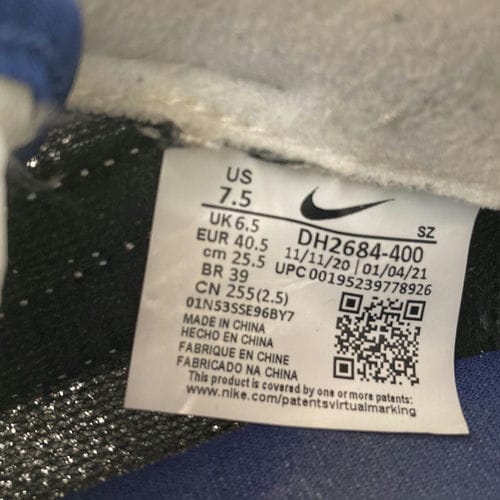 US
7.5
SZ
UK 6.5
DH2684-400
EUR 40.5
11/11/20 | 01/04/21
cm 25.5
UPC 00195239778926
BR 39
CN 255(2.5)
01N53SSE96BY7
MADE IN CHINA
HECHO EN CHINA
FABRIQUE EN CHINE
FABRICADO NA CHINA
This product is covered by one or more patents:
www.nike.com/patentsvirtualmarking